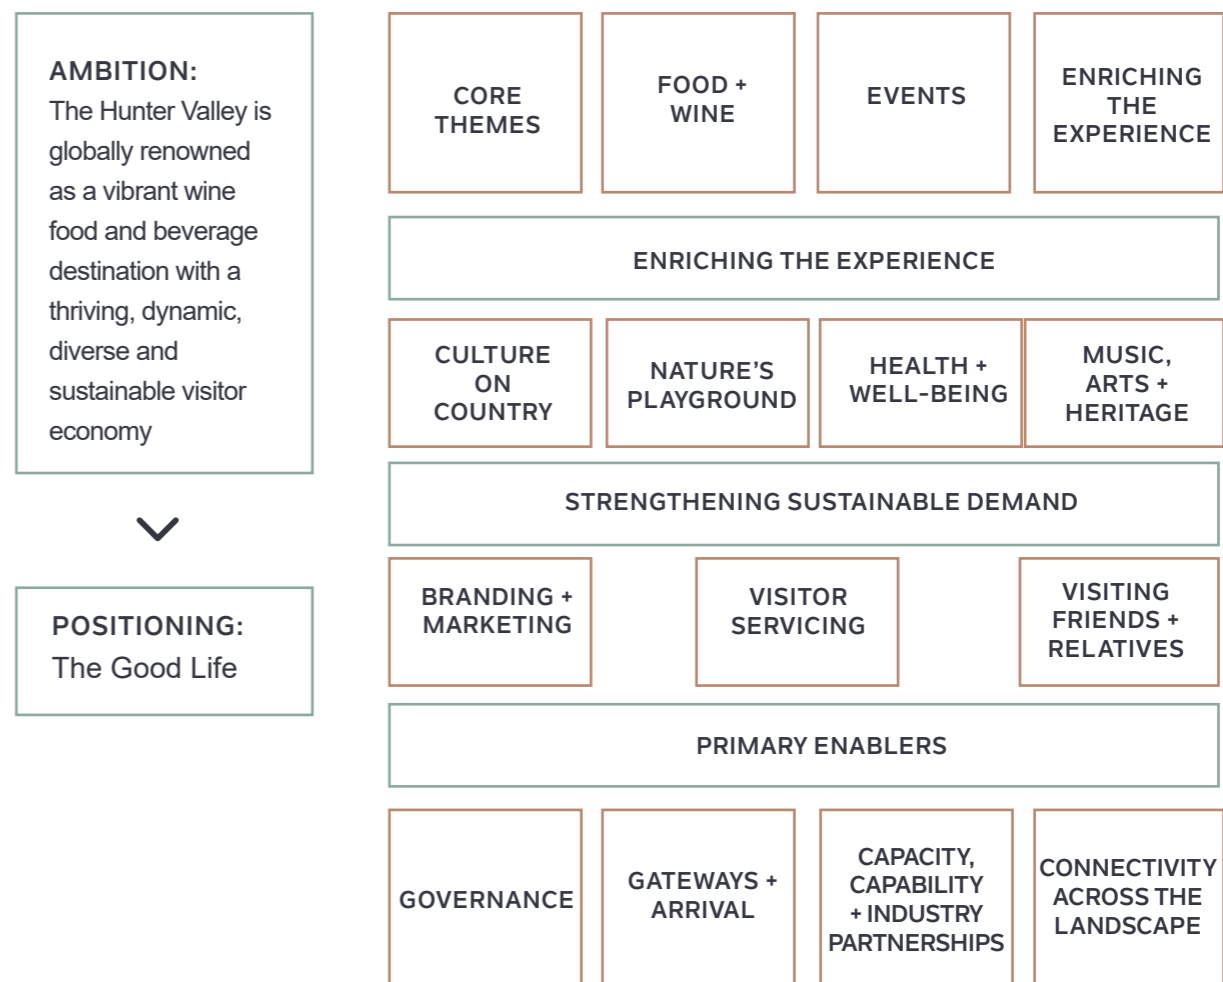 AMBITION:
The Hunter Valley is
globally renowned
as a vibrant wine
food and beverage
destination with a
thriving, dynamic,
diverse and
sustainable visitor
economy
POSITIONING:
The Good Life
CORE
THEMES
FOOD +
WINE
EVENTS
ENRICHING
THE
EXPERIENCE
ENRICHING THE EXPERIENCE
CULTURE
ON
COUNTRY
NATURE'S
PLAYGROUND
HEALTH +
WELL-BEING
MUSIC,
ARTS +
HERITAGE
STRENGTHENING SUSTAINABLE DEMAND
BRANDING +
MARKETING
VISITOR
SERVICING
VISITING
FRIENDS +
RELATIVES
PRIMARY ENABLERS
GOVERNANCE
GATEWAYS +
ARRIVAL
CAPACITY,
CAPABILITY
+ INDUSTRY
PARTNERSHIPS
CONNECTIVITY
ACROSS THE
LANDSCAPE